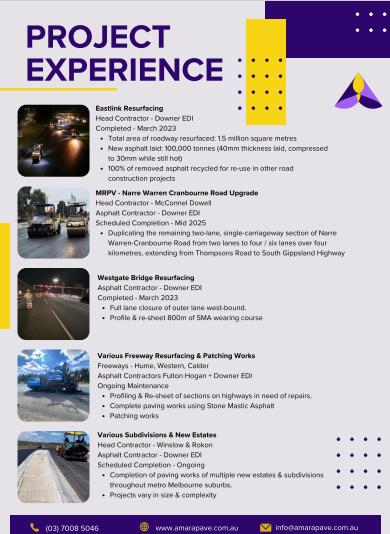 PROJECT
EXPERIENCE
Eastlink Resurfacing
Head Contractor - Downer EDI
Completed - March 2023
Total area of roadway resurfaced: 1.5 million square metres
New asphalt laid: 100,000 tonnes (40mm thickness laid, compressed
to 30mm while still hot)
100% of removed asphalt recycled for re-use in other road
construction projects
MRPV - Narre Warren Cranbourne Road Upgrade
Head Contractor - McConnel Dowell
Asphalt Contractor - Downer EDI
Scheduled Completion - Mid 2025
Duplicating the remaining two-lane, single-carriageway section of Narre
Warren-Cranbourne Road from two lanes to four / six lanes over four
kilometres, extending from Thompsons Road to South Gippsland Highway
Westgate Bridge Resurfacing
Asphalt Contractor - Downer EDI
Completed - March 2023
Full lane closure of outer lane west-bound.
Profile & re-sheet 800m of SMA wearing course
Various Freeway Resurfacing & Patching Works
Freeways - Hume, Western, Calder
Asphalt Contractors Fulton Hogan + Downer EDI
Ongoing Maintenance
Profiling & Re-sheet of sections on highways in need of repairs.
Complete paving works using Stone Mastic Asphalt
Patching works
Various Subdivisions & New Estates
Head Contractor - Winslow & Rokon
Asphalt Contractor - Downer EDI
Scheduled Completion - Ongoing
Completion of paving works of multiple new estates & subdivisions
throughout metro Melbourne suburbs.
Projects vary in size & complexity
(03) 7008 5046
www.amarapave.com.au
info@amarapave.com.au